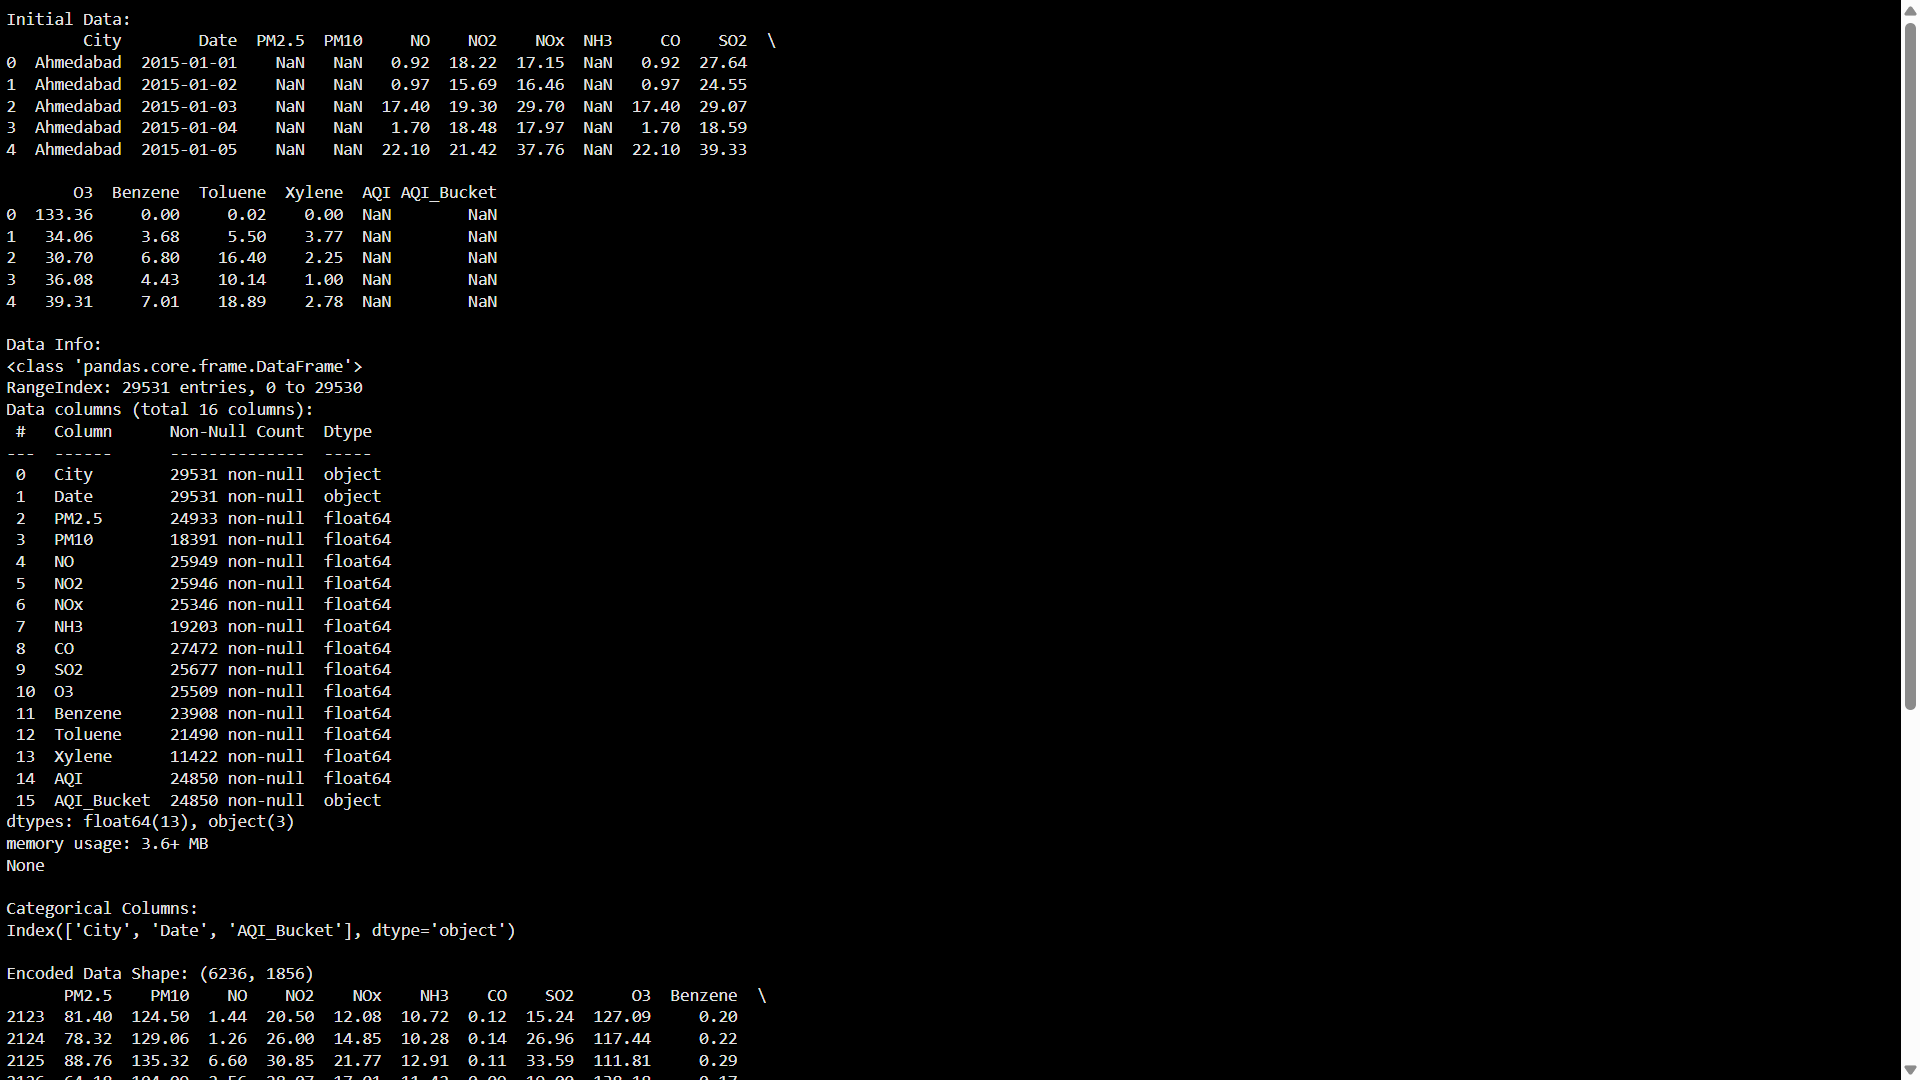 Initial Data:
        City        Date  PM2.5  PM10     NO    NO2    NOx  NH3     CO    SO2  \
0  Ahmedabad  2015-01-01    NaN   NaN   0.92  18.22  17.15  NaN   0.92  27.64
1  Ahmedabad  2015-01-02    NaN   NaN   0.97  15.69  16.46  NaN   0.97  24.55
2  Ahmedabad  2015-01-03    NaN   NaN  17.40  19.30  29.70  NaN  17.40  29.07
3  Ahmedabad  2015-01-04    NaN   NaN   1.70  18.48  17.97  NaN   1.70  18.59
4  Ahmedabad  2015-01-05    NaN   NaN  22.10  21.42  37.76  NaN  22.10  39.33
       O3  Benzene  Toluene  Xylene  AQI AQI_Bucket
0  133.36     0.00     0.02    0.00  NaN        NaN
1   34.06     3.68     5.50    3.77  NaN        NaN
2   30.70     6.80    16.40    2.25  NaN        NaN
3   36.08     4.43    10.14    1.00  NaN        NaN
4   39.31     7.01    18.89    2.78  NaN        NaN
Data Info:
<class 'pandas.core.frame.DataFrame'>
RangeIndex: 29531 entries, 0 to 29530
Data columns (total 16 columns):
 #   Column      Non-Null Count  Dtype
---  ------      --------------  -----
 0   City        29531 non-null  object
 1   Date        29531 non-null  object
 2   PM2.5       24933 non-null  float64
 3   PM10        18391 non-null  float64
 4   NO          25949 non-null  float64
 5   NO2         25946 non-null  float64
 6   NOx         25346 non-null  float64
 7   NH3         19203 non-null  float64
 8   CO          27472 non-null  float64
 9   SO2         25677 non-null  float64
 10  O3          25509 non-null  float64
 11  Benzene     23908 non-null  float64
 12  Toluene     21490 non-null  float64
 13  Xylene      11422 non-null  float64
 14  AQI         24850 non-null  float64
 15  AQI_Bucket  24850 non-null  object
dtypes: float64(13), object(3)
memory usage: 3.6+ MB
None
Categorical Columns:
Index(['City', 'Date', 'AQI_Bucket'], dtype='object')
Encoded Data Shape: (6236, 1856)
      PM2.5    PM10    NO    NO2    NOx    NH3    CO    SO2      O3  Benzene  \
2123  81.40  124.50  1.44  20.50  12.08  10.72  0.12  15.24  127.09     0.20
2124  78.32  129.06  1.26  26.00  14.85  10.28  0.14  26.96  117.44     0.22
2125  88.76  135.32  6.60  30.85  21.77  12.91  0.11  33.59  111.81     0.29